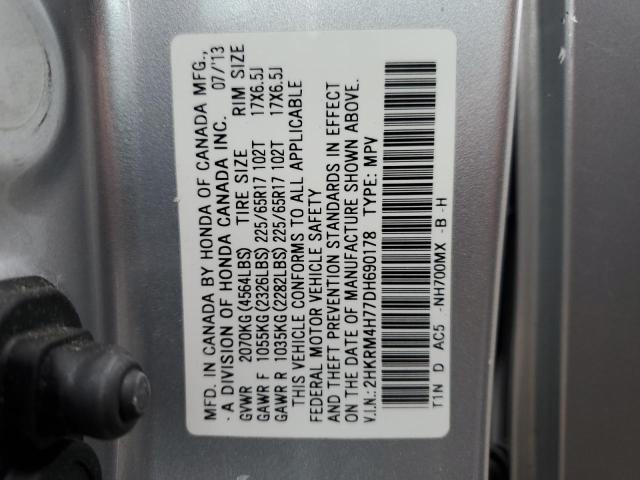 MFD. IN CANADA BY HONDA OF CANADA MFG.,
A DIVISION OF HONDA CANADA INC. 07/'13
GVWR 2070KG (4564LBS) TIRE SIZE RIM SIZE
GAWR F 1055KG (2326LBS) 225/65R17 102T 17X6.5J
GAWR R 1035KG (2282LBS) 225/65R17 102T 17X6.5J
THIS VEHICLE CONFORMS TO ALL APPLICABLE
FEDERAL MOTOR VEHICLE SAFETY
AND THEFT PREVENTION STANDARDS IN EFFECT
ON THE DATE OF MANUFACTURE SHOWN ABOVE.
V.I.N.: 2HKRM4H77DH690178 TYPE: MPV
T1N D AC5 -NH700MX -B -H